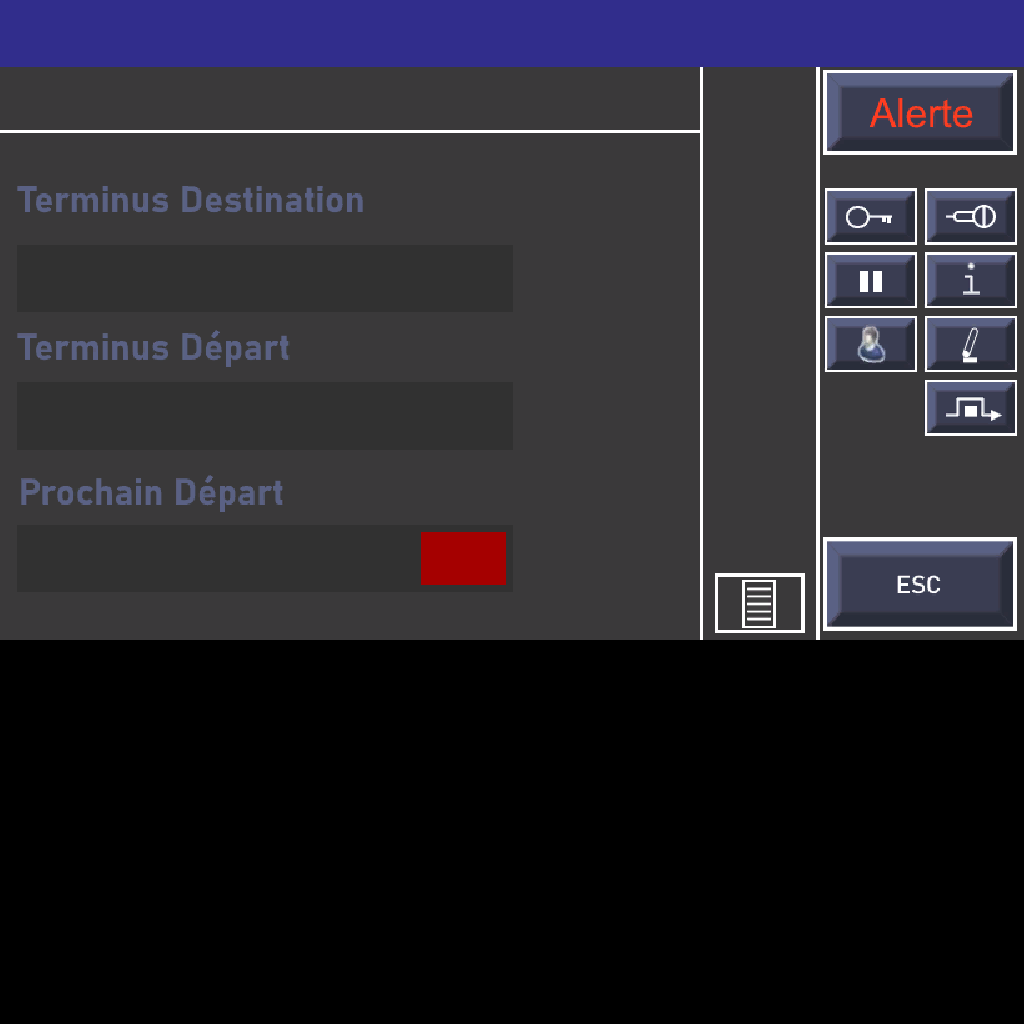 Alerte
Terminus Destination
Terminus Départ
Prochain Départ
ESC